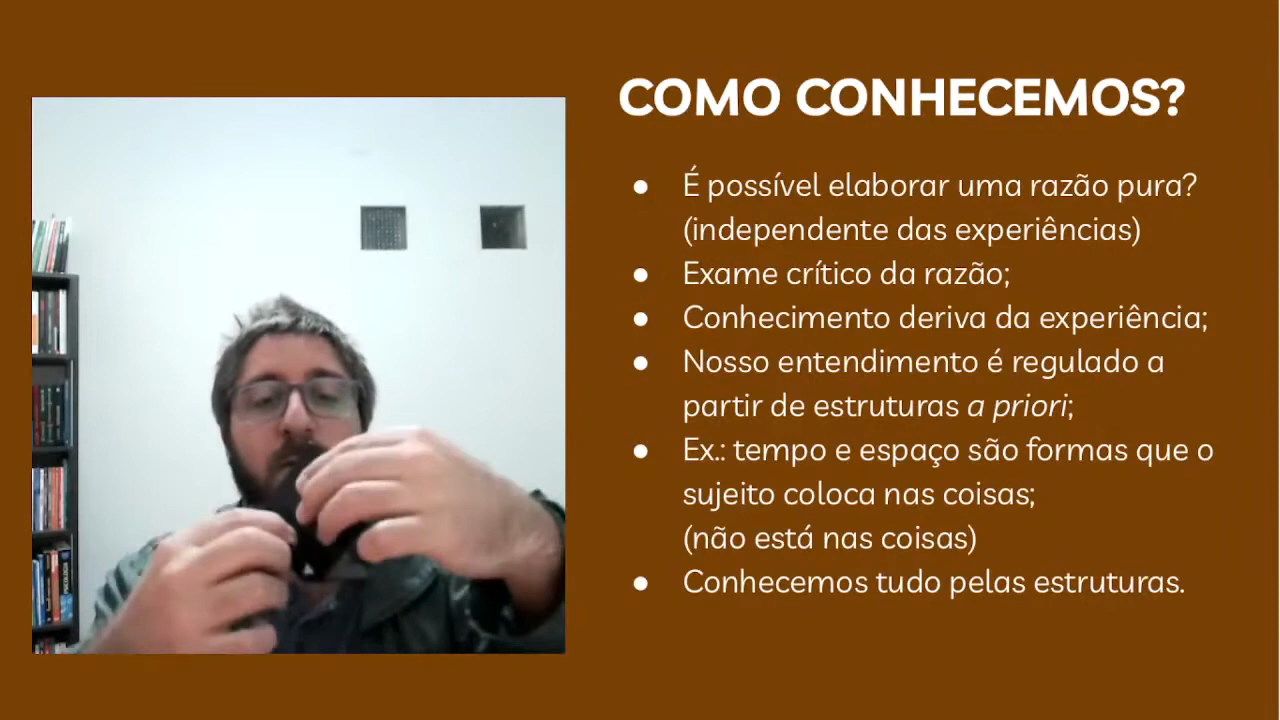 COMO CONHECEMOS?
● É possível elaborar uma razão pura?
(independente das experiências)
● Exame crítico da razão;
● Conhecimento deriva da experiência;
● Nosso entendimento é regulado a
partir de estruturas a priori;
● Ex.: tempo e espaço são formas que o
sujeito coloca nas coisas;
(não está nas coisas)
● Conhecemos tudo pelas estruturas.